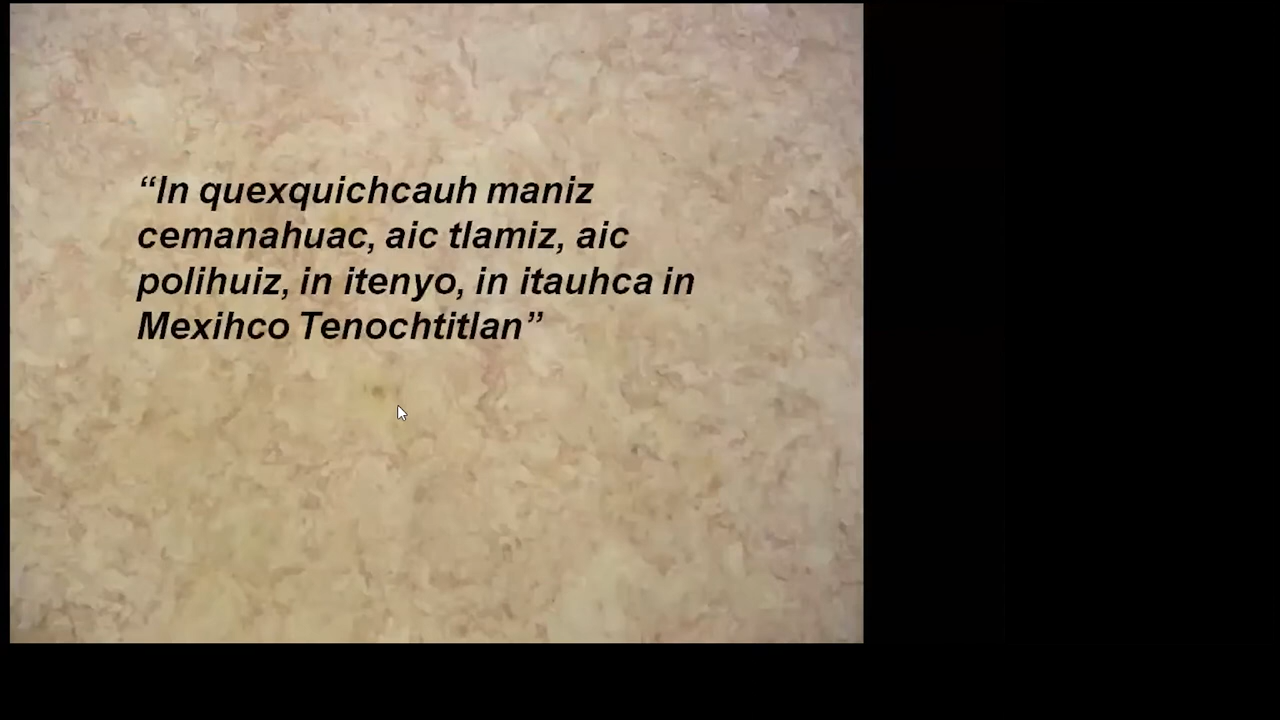 “In quexquichcauh maniz
cemanahuac, aic tlamiz, aic
polihuiz, in itenyo, in itauhca in
Mexihco Tenochtitlan”